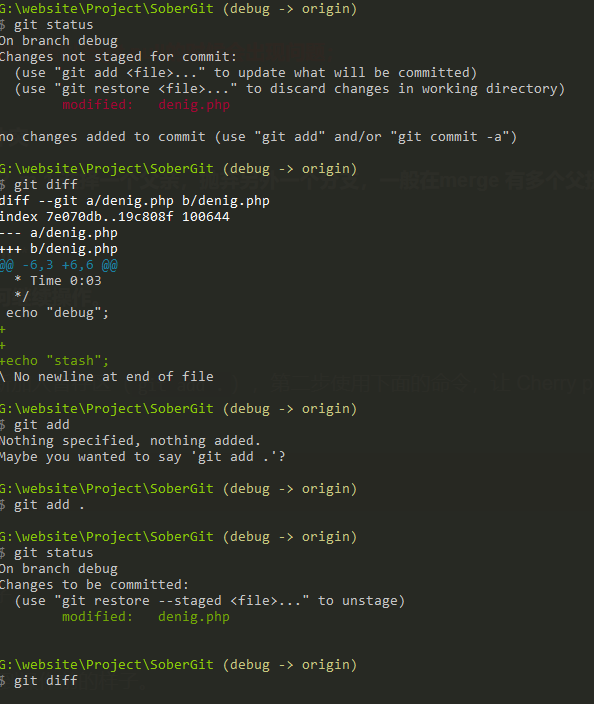 G:\website\Project\SoberGit (debug -> origin)
$ git status
On branch debug
Changes not staged for commit:
  (use "git add <file>..." to update what will be committed)
  (use "git restore <file>..." to discard changes in working directory)
        modified:   denig.php

no changes added to commit (use "git add" and/or "git commit -a")

G:\website\Project\SoberGit (debug -> origin)
$ git diff
diff --git a/denig.php b/denig.php
index 7e070db..19c808f 100644
--- a/denig.php
+++ b/denig.php
@@ -6,3 +6,6 @@
  * Time 0:03
  */
 echo "debug";
+
+
+echo "stash";
\ No newline at end of file

G:\website\Project\SoberGit (debug -> origin)
$ git add
Nothing specified, nothing added.
Maybe you wanted to say 'git add .'?

G:\website\Project\SoberGit (debug -> origin)
$ git add .

G:\website\Project\SoberGit (debug -> origin)
$ git status
On branch debug
Changes to be committed:
  (use "git restore --staged <file>..." to unstage)
        modified:   denig.php


G:\website\Project\SoberGit (debug -> origin)
$ git diff